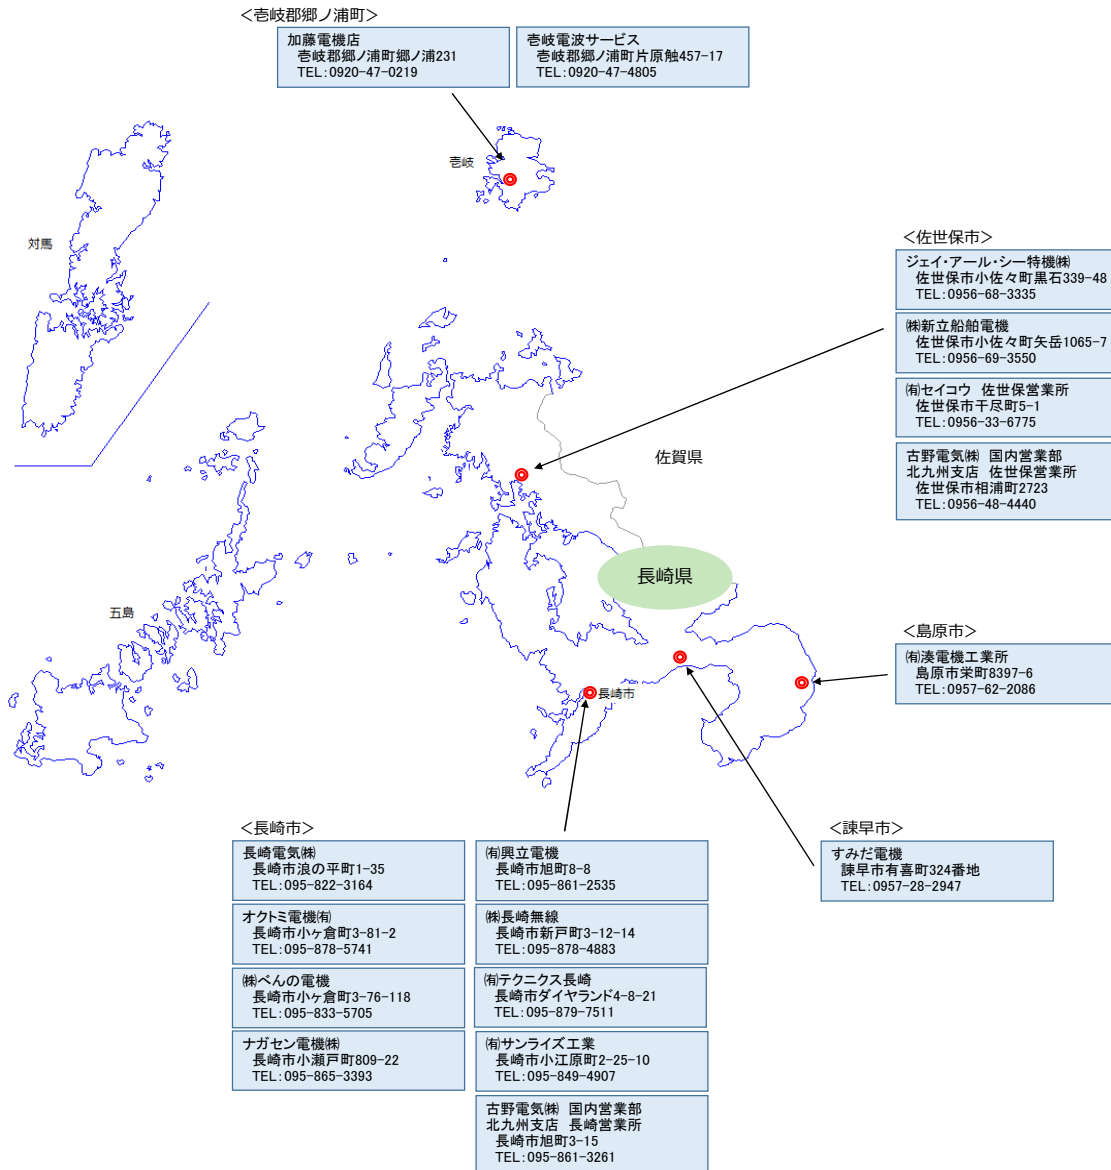 ＜壱岐郡郷ノ浦町＞
加藤電機店
壱岐郡郷ノ浦町郷ノ浦231
TEL:0920-47-0219
壱岐電波サービス
壱岐郡郷ノ浦町片原触457-17
TEL:0920-47-4805
壱岐
対馬
＜佐世保市＞
ジェイ・アール・シー特機㈱
佐世保市小佐々町黒石339-48
TEL:0956-68-3335
㈱新立船舶電機
佐世保市小佐々町矢岳1065-7
TEL:0956-69-3550
㈲セイコウ 佐世保営業所
佐世保市干尽町5-1
TEL:0956-33-6775
古野電気㈱ 国内営業部
北九州支店 佐世保営業所
佐世保市相浦町2723
TEL:0956-48-4440
佐賀県
長崎県
五島
＜島原市＞
㈲湊電機工業所
島原市栄町8397-6
TEL:0957-62-2086
長崎市
＜長崎市＞
長崎電気㈱
長崎市浪の平町1-35
TEL:095-822-3164
オクトミ電機㈲
長崎市小ヶ倉町3-81-2
TEL:095-878-5741
㈱べんの電機
長崎市小ヶ倉町3-76-118
TEL:095-833-5705
ナガセン電機㈱
長崎市小瀬戸町809-22
TEL:095-865-3393
㈲興立電機
長崎市旭町8-8
TEL:095-861-2535
㈱長崎無線
長崎市新戸町3-12-14
TEL:095-878-4883
㈲テクニクス長崎
長崎市ダイヤランド4-8-21
TEL:095-879-7511
㈲サンライズ工業
長崎市小江原町2-25-10
TEL:095-849-4907
古野電気㈱ 国内営業部
北九州支店 長崎営業所
長崎市旭町3-15
TEL:095-861-3261
＜諫早市＞
すみだ電機
諫早市有喜町324番地
TEL:0957-28-2947